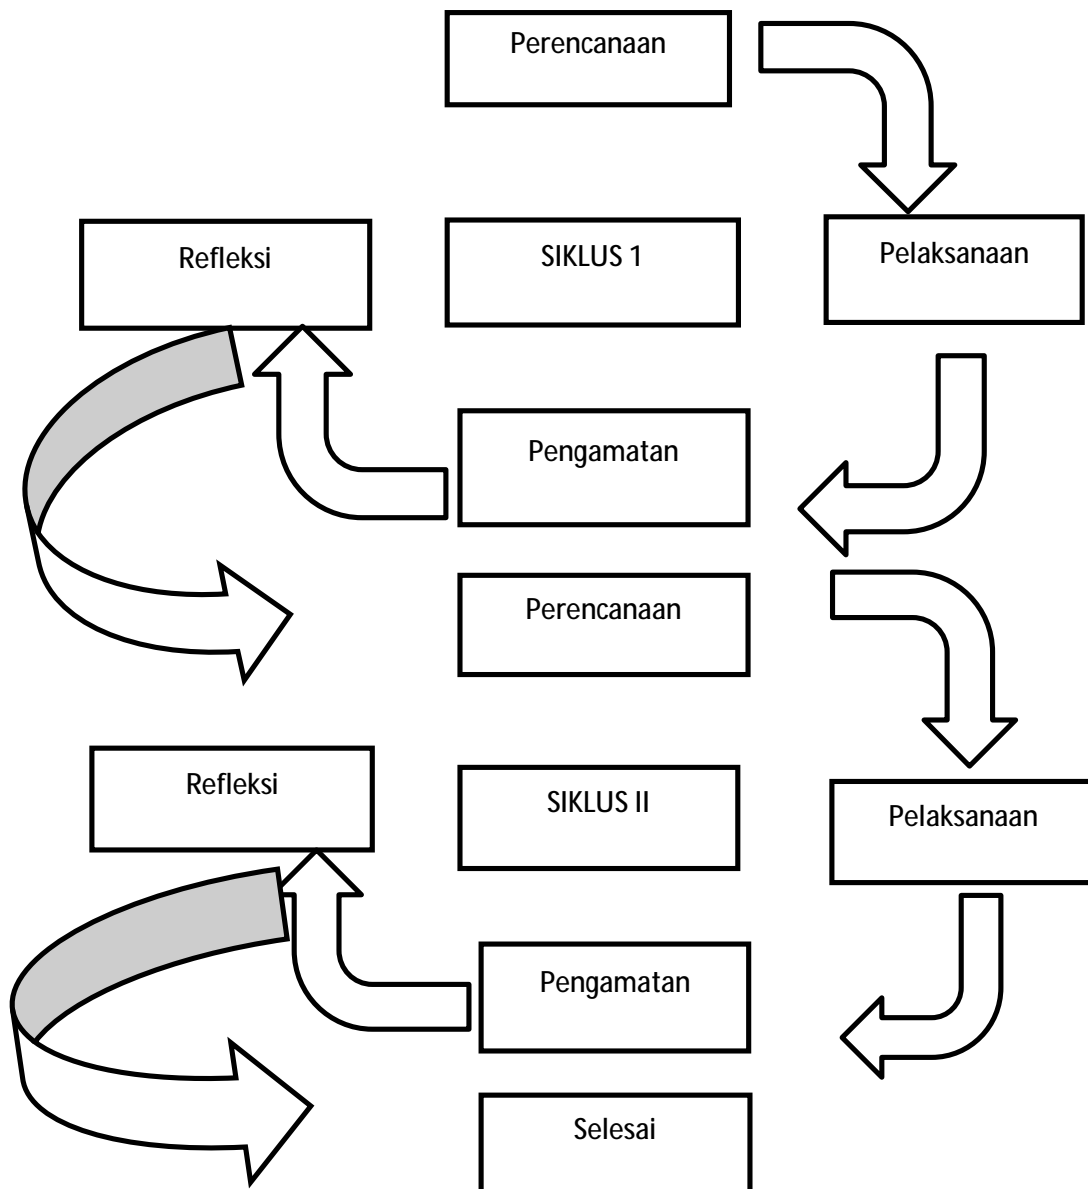 Perencanaan
Refleksi
SIKLUS 1
Pelaksanaan
Pengamatan
Perencanaan
Refleksi
SIKLUS II
Pelaksanaan
Pengamatan
Selesai